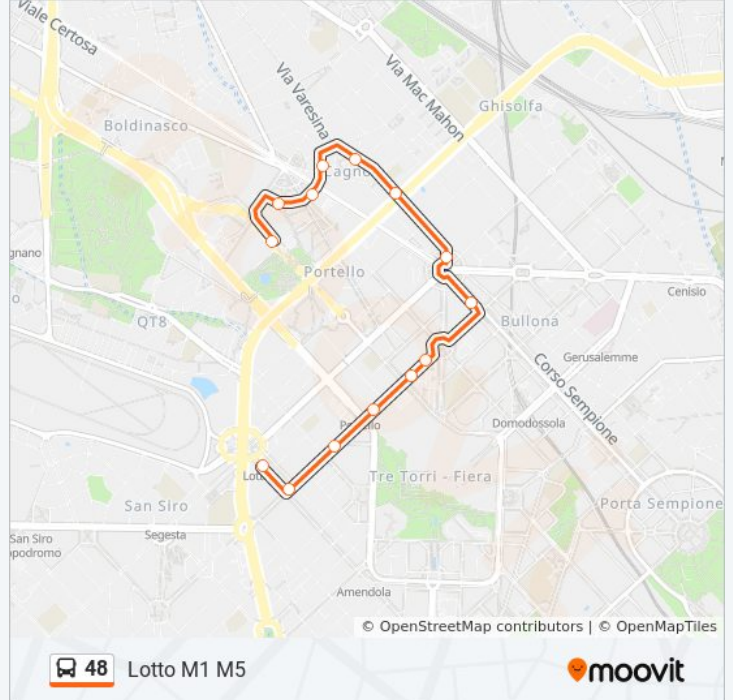 Viale Certosa
Via Varesina
Via Mac Mahon
Ghisolfa
Boldinasco
Cagno
gnano
Portello
o
QT8
Cenisio
Bullona
Gerusalemme
Corso Sempione
Domodossola
Portello
Lotto
Tre Torri - Fiera
San Siro
Porta Sempione
Segesta
San Siro
opodromo
Amendola
© OpenStreetMap contributors | © OpenMapTiles
48 Lotto M1 M5
moovit